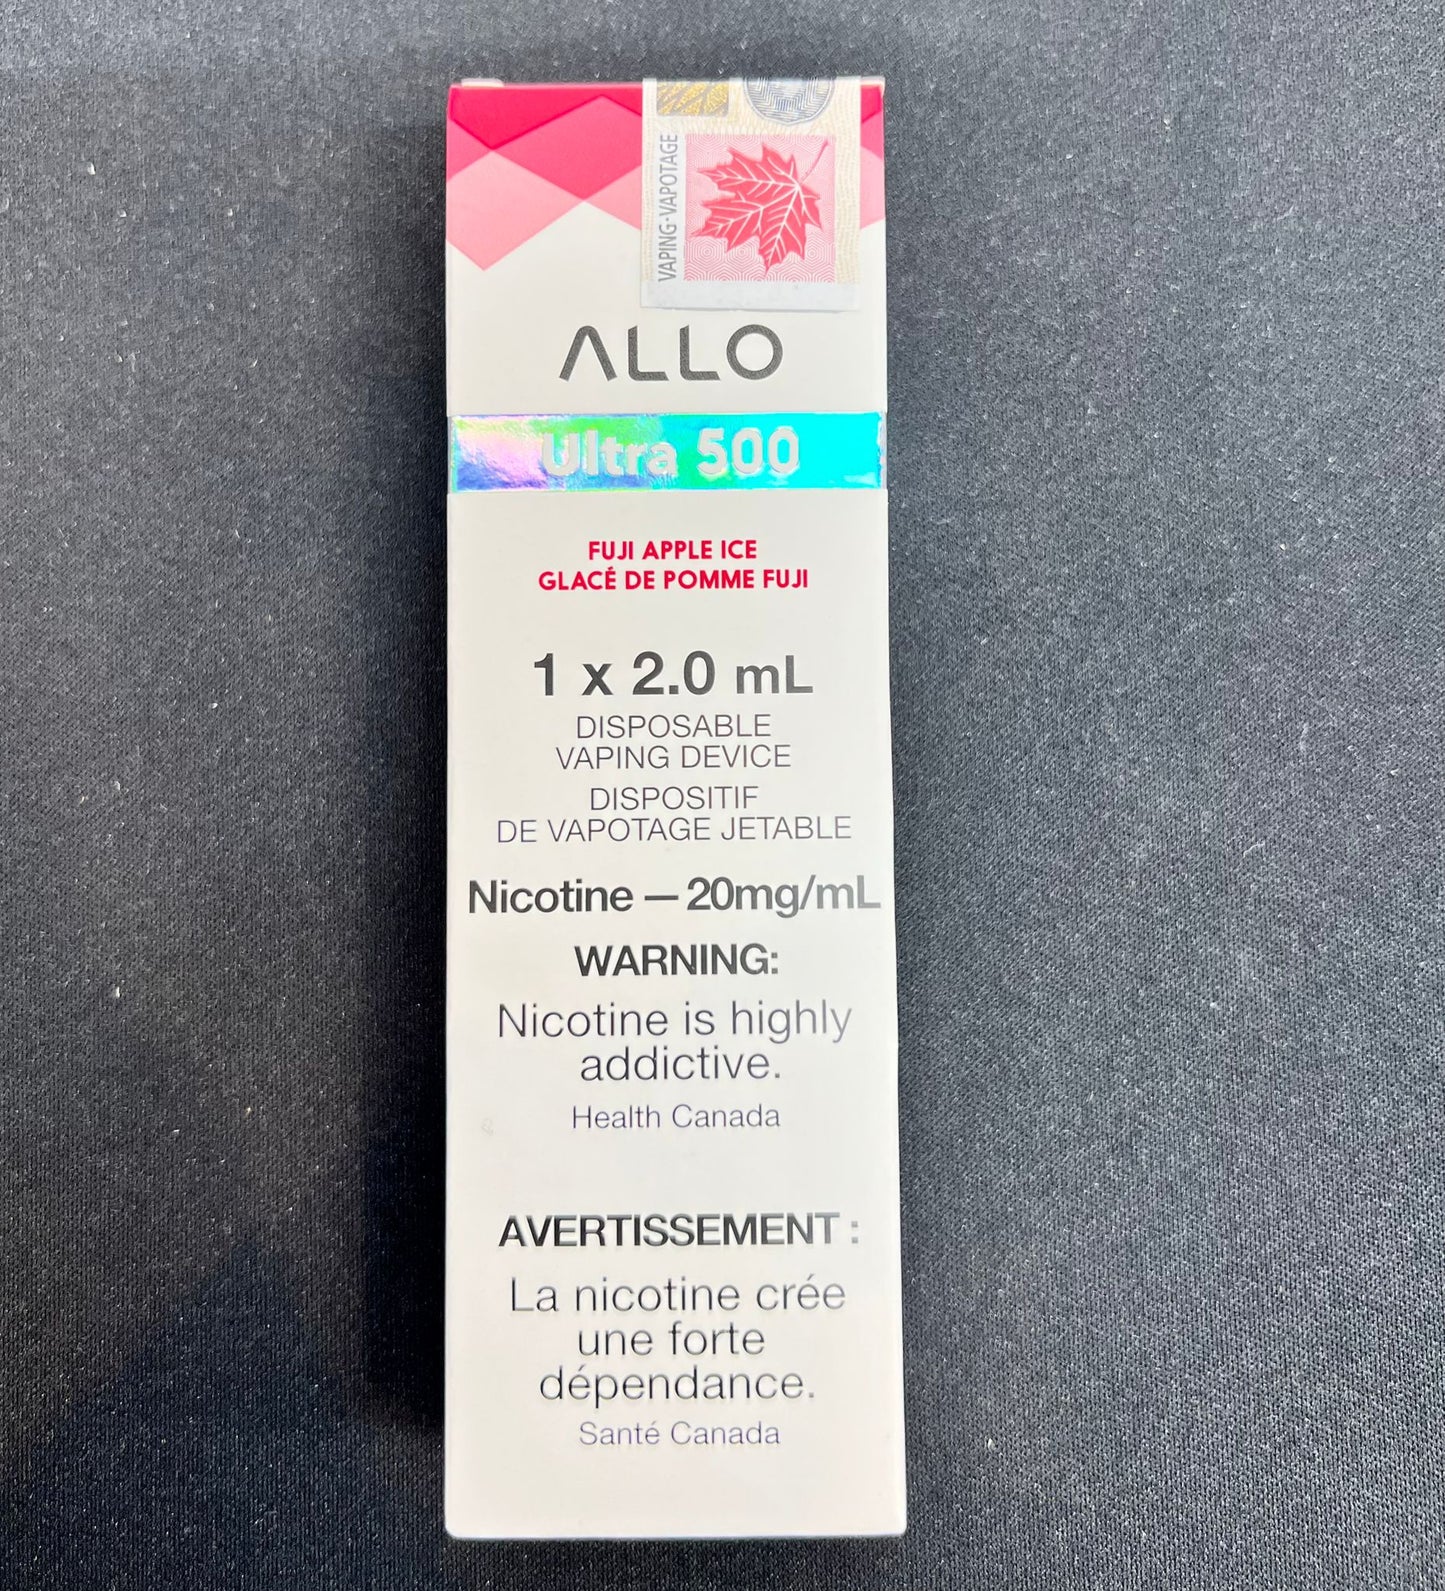 VAPING·VAPOTAGE
ALLO
Ultra 500
FUJI APPLE ICE
GLACÉ DE POMME FUJI
1 x 2.0 mL
DISPOSABLE
VAPING DEVICE
DISPOSITIF
DE VAPOTAGE JETABLE
Nicotine — 20mg/mL
WARNING:
Nicotine is highly
addictive.
Health Canada
AVERTISSEMENT :
La nicotine crée
une forte
dépendance.
Santé Canada